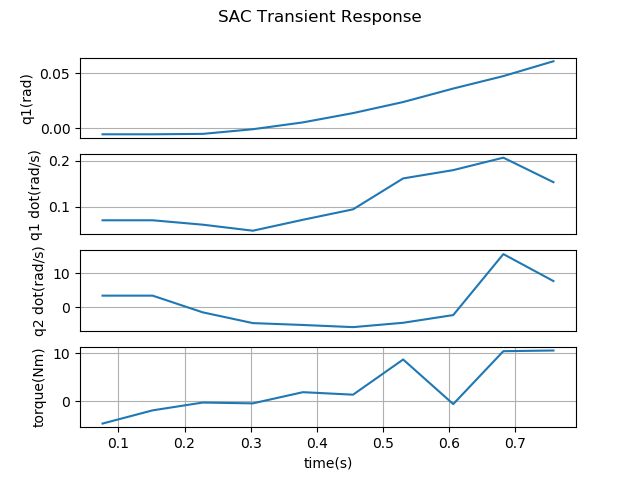 SAC Transient Response
q1(rad)
0.05
0.00
q1 dot(rad/s)
0.2
0.1
q2 dot(rad/s)
10
0
torque(Nm)
10
0
0.1 0.2 0.3 0.4 0.5 0.6 0.7
time(s)